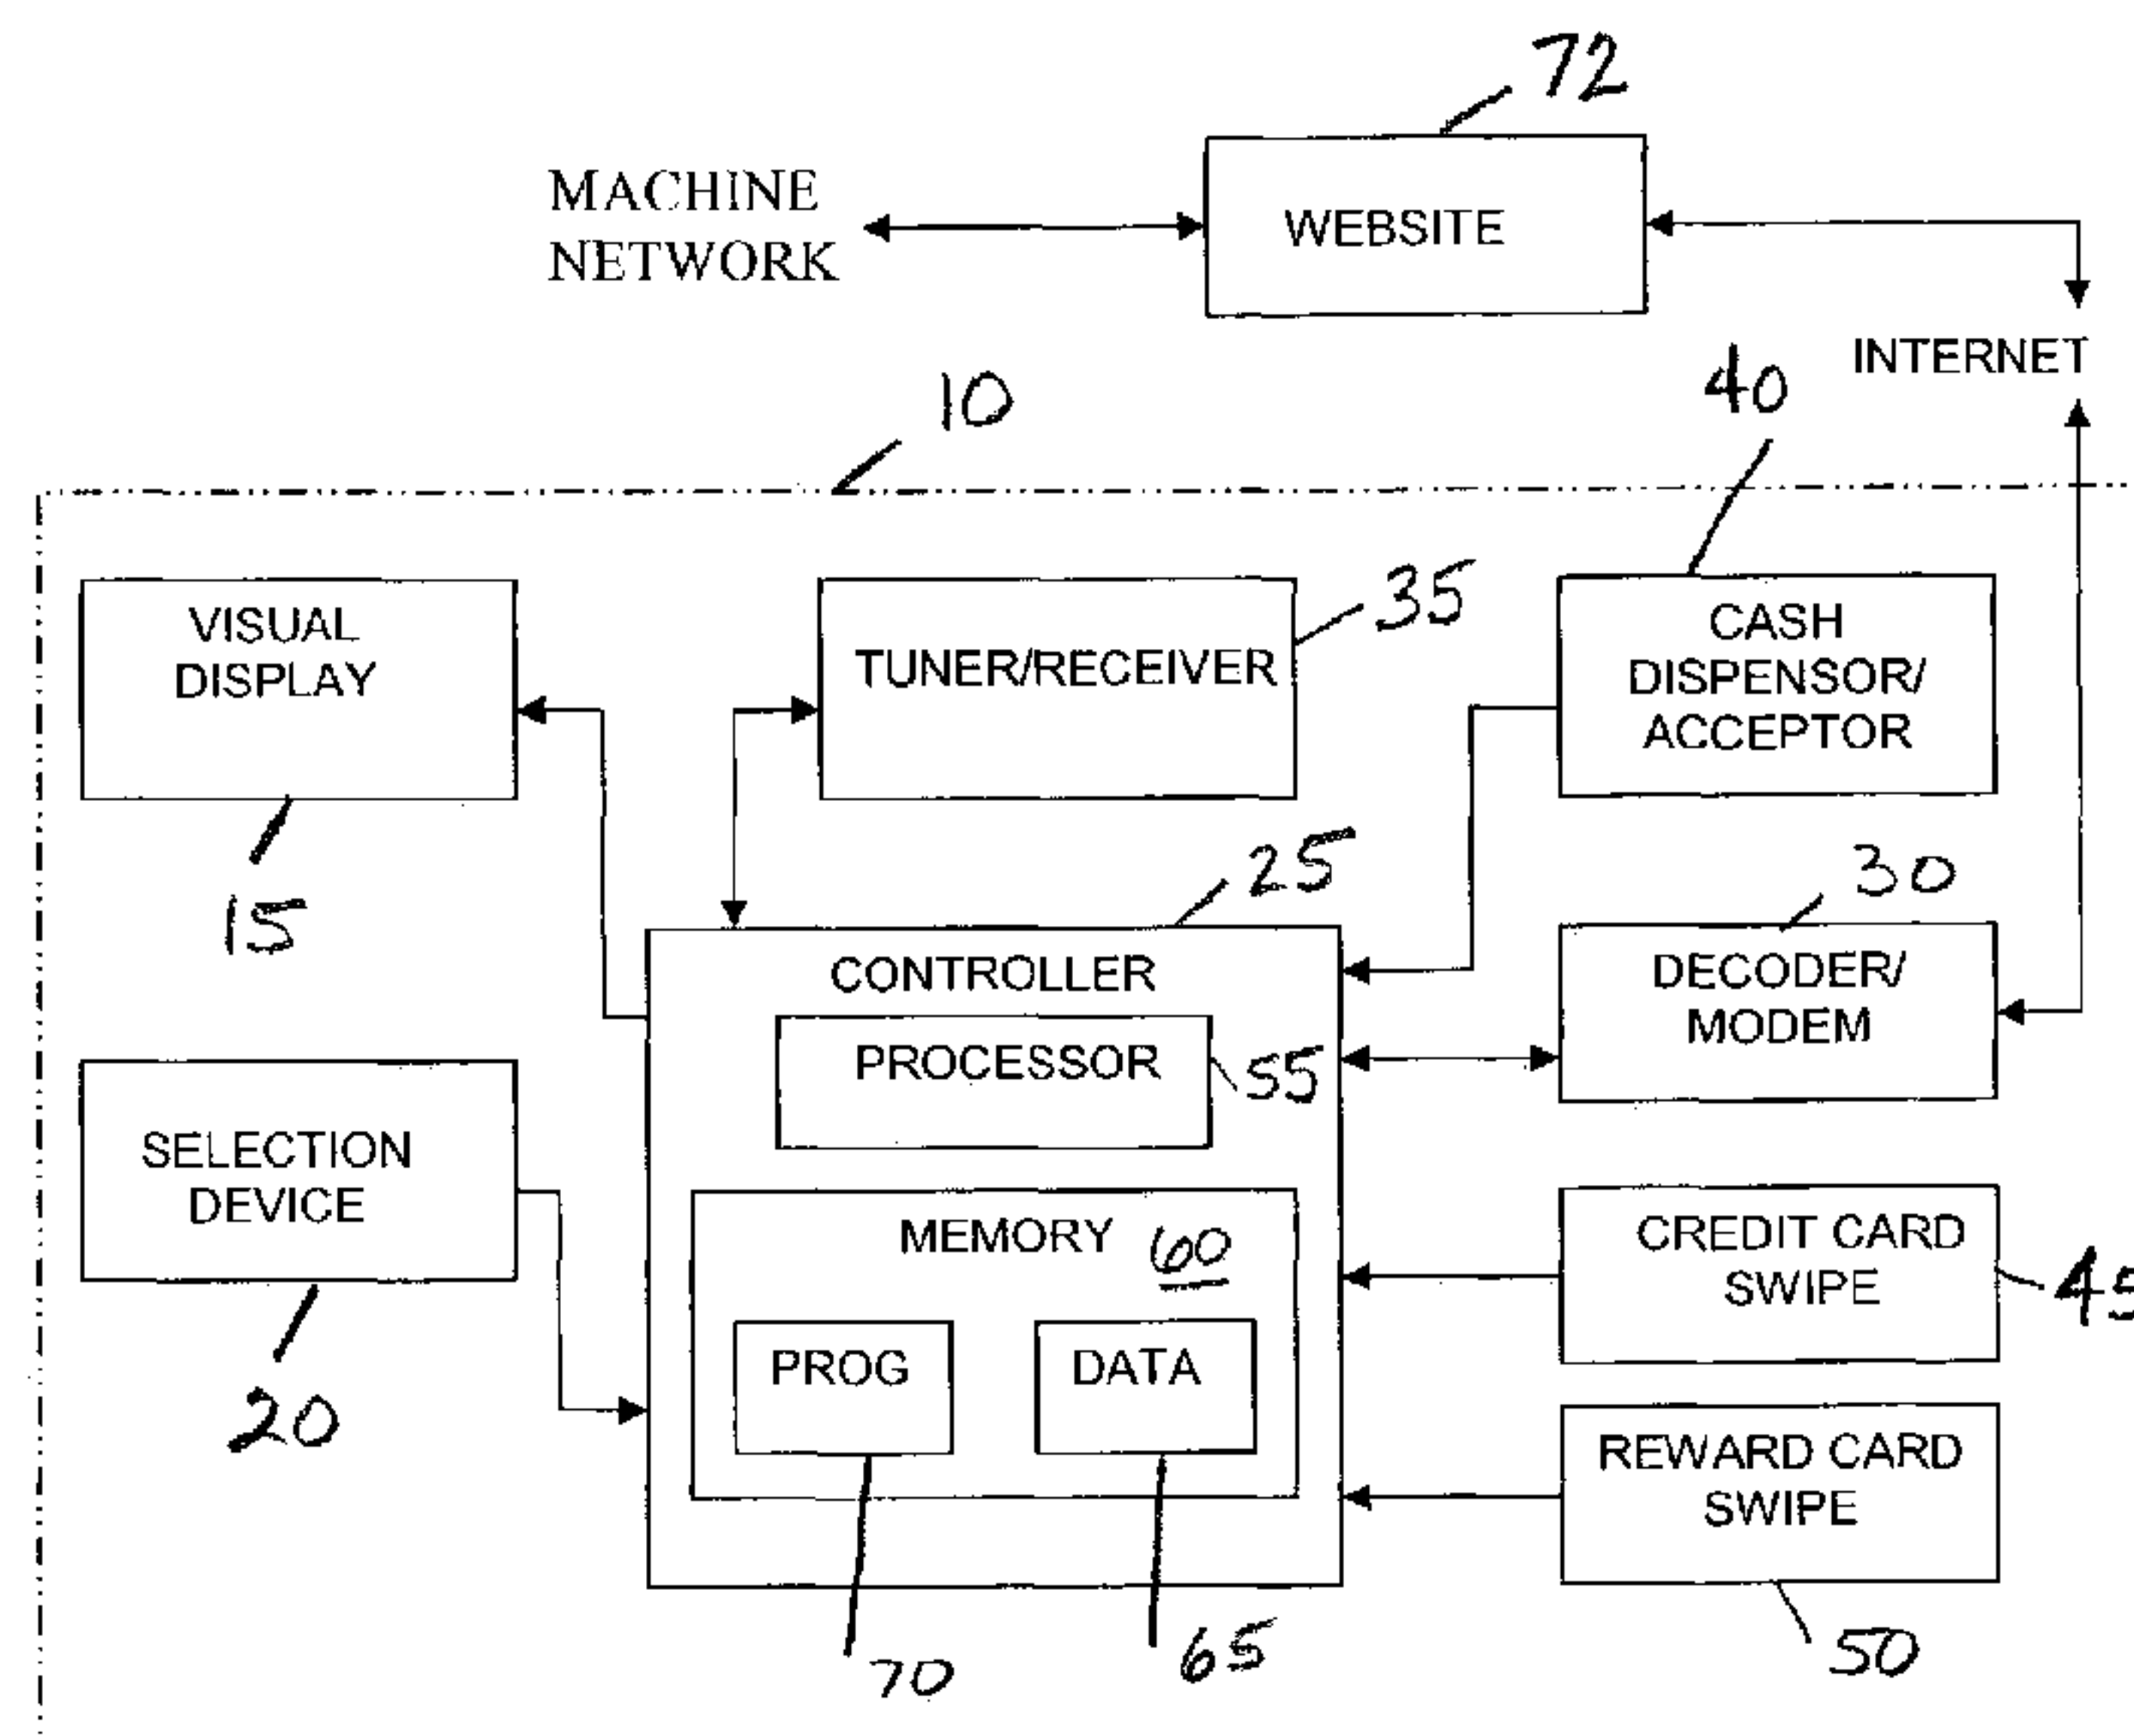 72
MACHINE
NETWORK
WEBSITE
INTERNET
10
40
VISUAL
DISPLAY
TUNER/RECEIVER
35
CASH
DISPENSOR/
ACCEPTOR
15
25
30
CONTROLLER
DECODER/
MODEM
PROCESSOR
55
SELECTION
DEVICE
MEMORY 60
CREDIT CARD
SWIPE
45
20
PROG
DATA
REWARD CARD
SWIPE
70
65
50